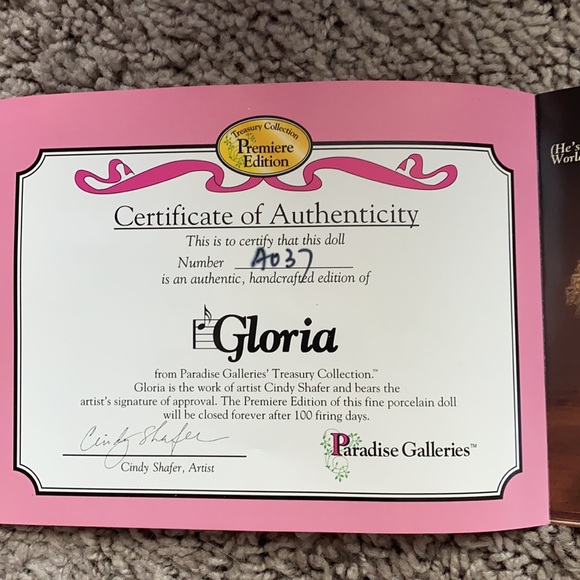 Treasury Collection
Premiere
Edition
Certificate of Authenticity
This is to certify that this doll
Number A037
is an authentic, handcrafted edition of
Gloria
from Paradise Galleries' Treasury Collection.™
Gloria is the work of artist Cindy Shafer and bears the
artist's signature of approval. The Premiere Edition of this fine porcelain doll
will be closed forever after 100 firing days.
Cindy Shafer
Cindy Shafer, Artist
Paradise Galleries™
(He's